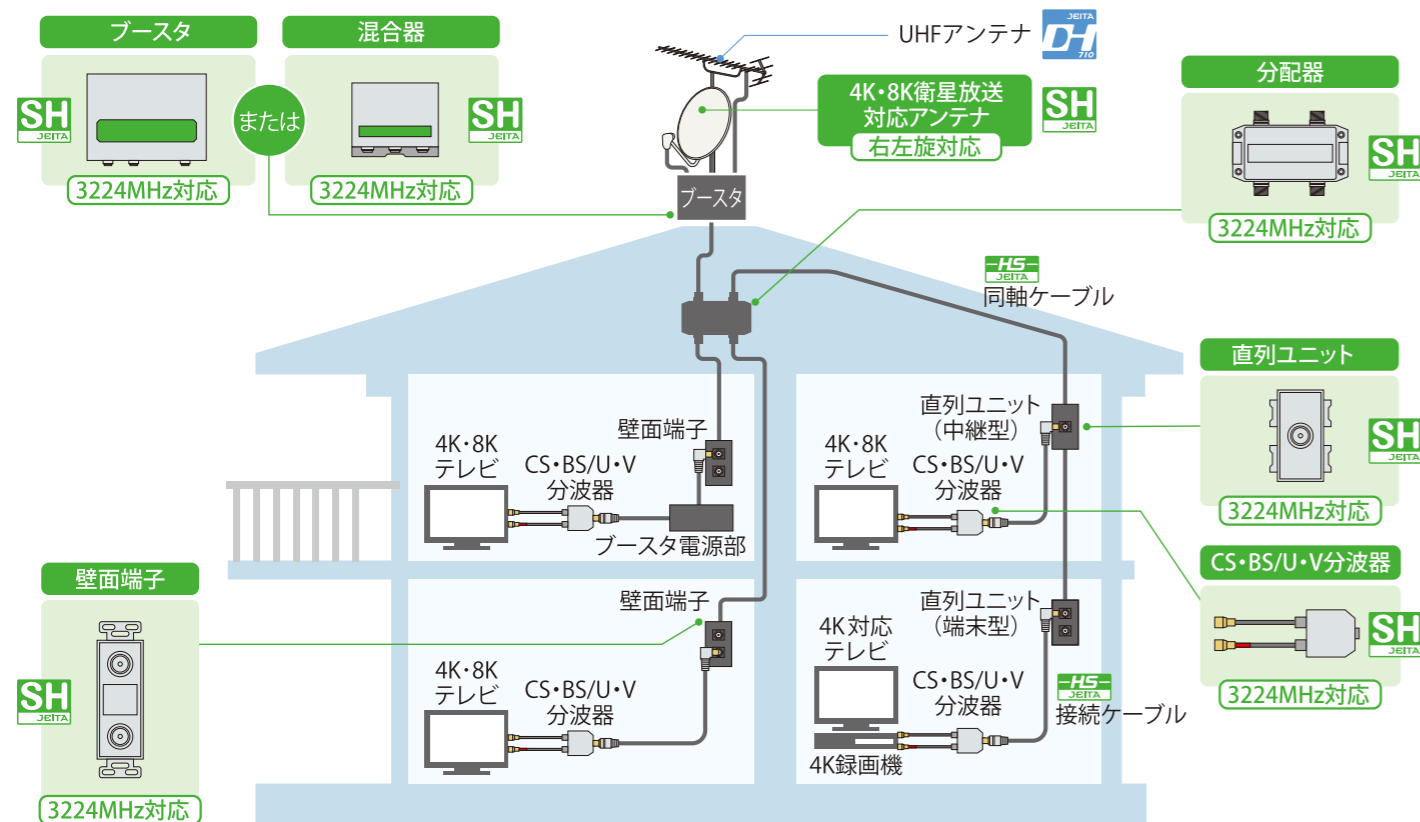 ブースタ
SH
JEITA
または
3224MHz対応
混合器
SH
JEITA
3224MHz対応
UHFアンテナ
JEITA
DH
710
4K・8K衛星放送
対応アンテナ
右左旋対応
SH
JEITA
ブースタ
分配器
SH
JEITA
3224MHz対応
-HS-
JEITA
同軸ケーブル
直列ユニット
SH
JEITA
3224MHz対応
壁面端子
4K・8K
テレビ
CS・BS/U・V
分波器
ブースタ電源部
直列ユニット
（中継型）
4K・8K
テレビ
CS・BS/U・V
分波器
CS・BS/U・V分波器
SH
JEITA
3224MHz対応
壁面端子
SH
JEITA
3224MHz対応
壁面端子
4K・8K
テレビ
CS・BS/U・V
分波器
直列ユニット
（端末型）
4K対応
テレビ
CS・BS/U・V
分波器
4K録画機
-HS-
JEITA
接続ケーブル